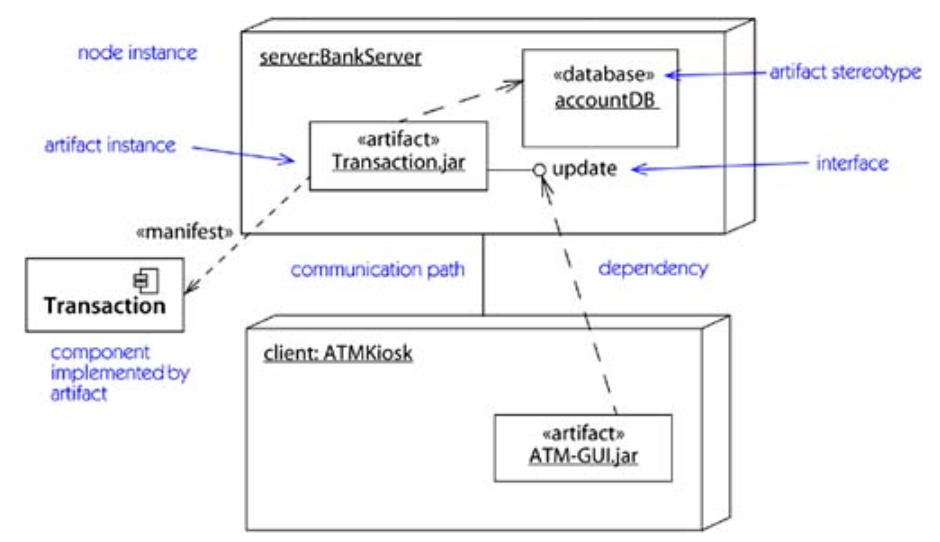 node instance
server:BankServer
«database»
accountDB
artifact stereotype
artifact instance
«artifact»
Transaction.jar
update
interface
«manifest»
Transaction
communication path
dependency
component
implemented by
artifact
client: ATMKiosk
«artifact»
ATM-GUI.jar